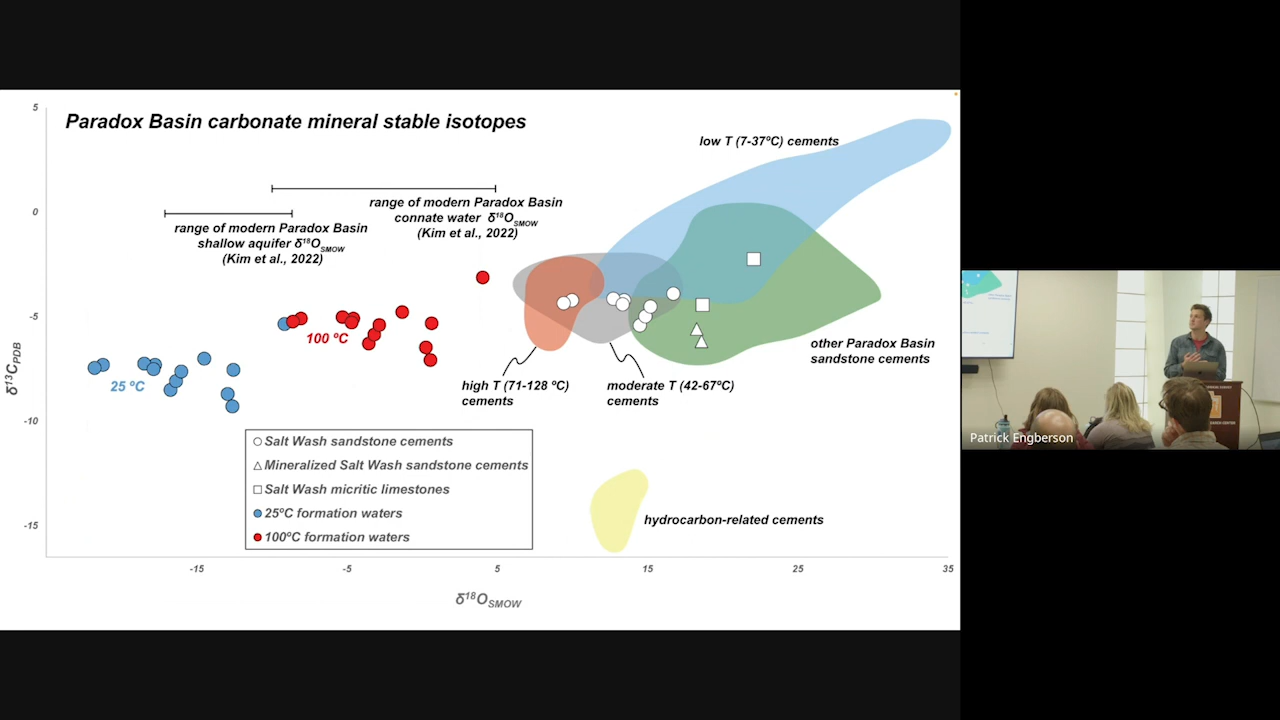 Paradox Basin carbonate mineral stable isotopes
low T (7-37ºC) cements
range of modern Paradox Basin
connate water δ18OSMOW
(Kim et al., 2022)
range of modern Paradox Basin
shallow aquifer δ18OSMOW
(Kim et al., 2022)
100 ºC
25 ºC
other Paradox Basin
sandstone cements
high T (71-128 ºC)
cements
moderate T (42-67ºC)
cements
Salt Wash sandstone cements
Mineralized Salt Wash sandstone cements
Salt Wash micritic limestones
25ºC formation waters
100ºC formation waters
hydrocarbon-related cements
5
0
-5
-10
-15
δ13CPDB
-15
-5
5
15
25
35
δ18OSMOW
Patrick Engberson